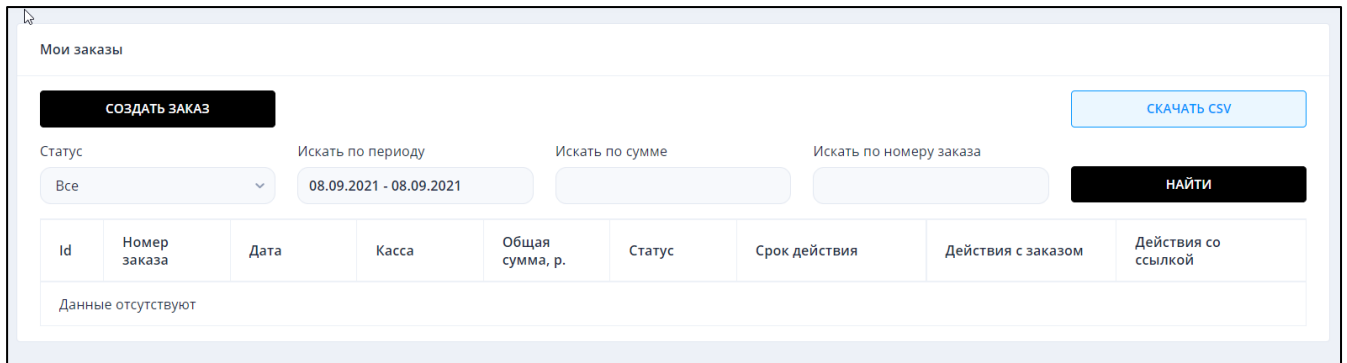 Мои заказы
СОЗДАТЬ ЗАКАЗ
СКАЧАТЬ CSV
Статус
Искать по периоду
Искать по сумме
Искать по номеру заказа
Все
08.09.2021 - 08.09.2021
НАЙТИ
Id
Номер
заказа
Дата
Касса
Общая
сумма, р.
Статус
Срок действия
Действия с заказом
Действия со
ссылкой
Данные отсутствуют